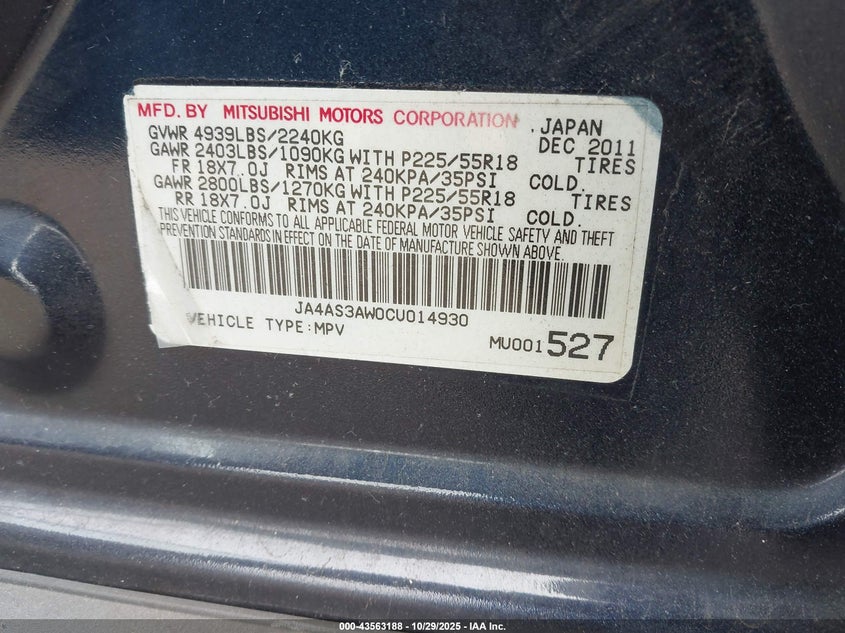 MFD. BY MITSUBISHI MOTORS CORPORATION JAPAN
GVWR 4939LBS/2240KG DEC 2011
GAWR 2403LBS/1090KG WITH P225/55R18 TIRES
FR 18X7.0J RIMS AT 240KPA/35PSI COLD.
GAWR 2800LBS/1270KG WITH P225/55R18 TIRES
RR 18X7.0J RIMS AT 240KPA/35PSI COLD.
THIS VEHICLE CONFORMS TO ALL APPLICABLE FEDERAL MOTOR VEHICLE SAFETY AND THEFT
PREVENTION STANDARDS IN EFFECT ON THE DATE OF MANUFACTURE SHOWN ABOVE.
JA4AS3AW0CU014930
VEHICLE TYPE:MPV
MU001527
000-43563188 - 10/29/2025 - IAA Inc.